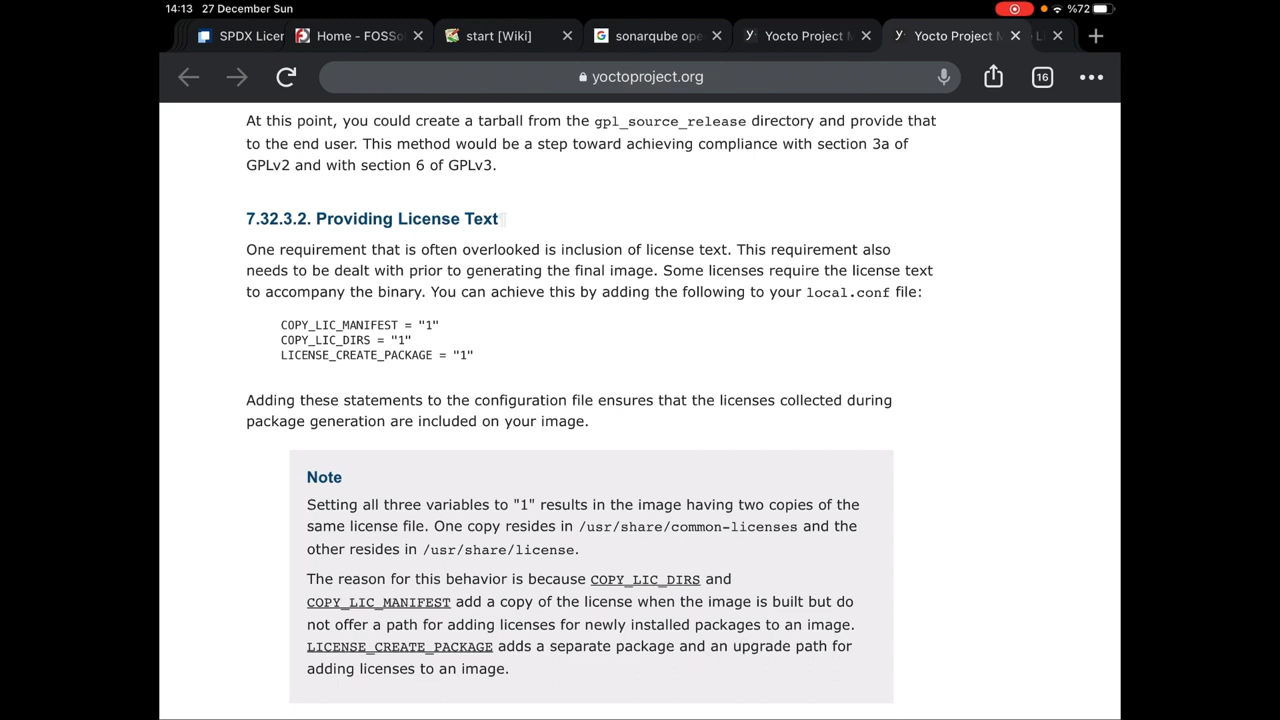 14:13 27 December Sun %72
SPDX Licer Home - FOSSo start [Wiki] sonarqube ope Yocto Project M Yocto Project M Li
yoctoproject.org 16
At this point, you could create a tarball from the gpl_source_release directory and provide that
to the end user. This method would be a step toward achieving compliance with section 3a of
GPLv2 and with section 6 of GPLv3.
7.32.3.2. Providing License Text¶
One requirement that is often overlooked is inclusion of license text. This requirement also
needs to be dealt with prior to generating the final image. Some licenses require the license text
to accompany the binary. You can achieve this by adding the following to your local.conf file:
COPY_LIC_MANIFEST = "1"
COPY_LIC_DIRS = "1"
LICENSE_CREATE_PACKAGE = "1"
Adding these statements to the configuration file ensures that the licenses collected during
package generation are included on your image.
Note
Setting all three variables to "1" results in the image having two copies of the
same license file. One copy resides in /usr/share/common-licenses and the
other resides in /usr/share/license.
The reason for this behavior is because COPY_LIC_DIRS and
COPY_LIC_MANIFEST add a copy of the license when the image is built but do
not offer a path for adding licenses for newly installed packages to an image.
LICENSE_CREATE_PACKAGE adds a separate package and an upgrade path for
adding licenses to an image.